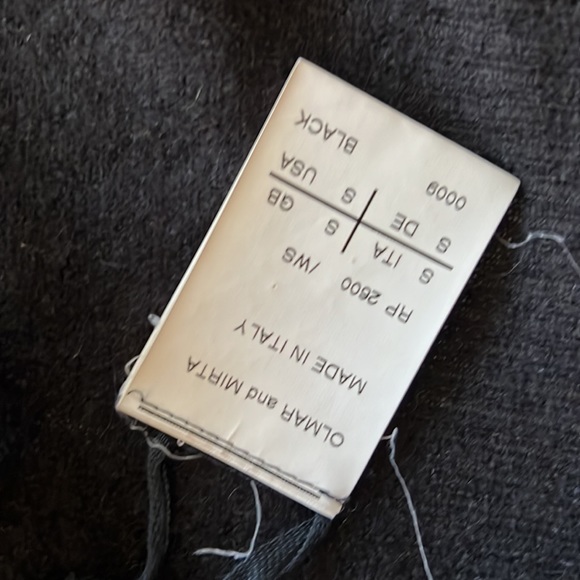 OLMAR and MIRTA
MADE IN ITALY
RP 2600 /WS
S ITA S GB
S DE S USA
0009 BLACK